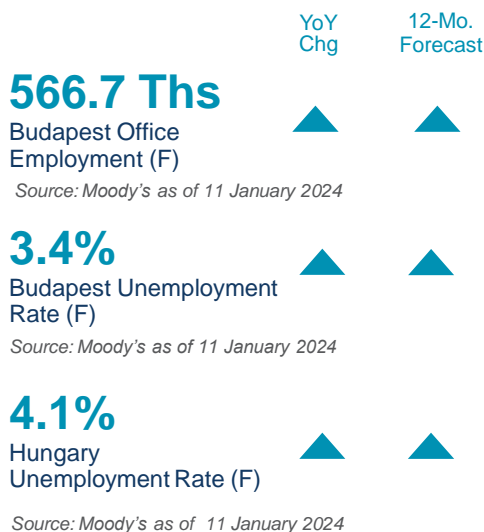 YoY Chg
12-Mo. Forecast
566.7 Ths
Budapest Office
Employment (F)
Source: Moody's as of 11 January 2024
3.4%
Budapest Unemployment
Rate (F)
Source: Moody's as of 11 January 2024
4.1%
Hungary
Unemployment Rate (F)
Source: Moody's as of 11 January 2024